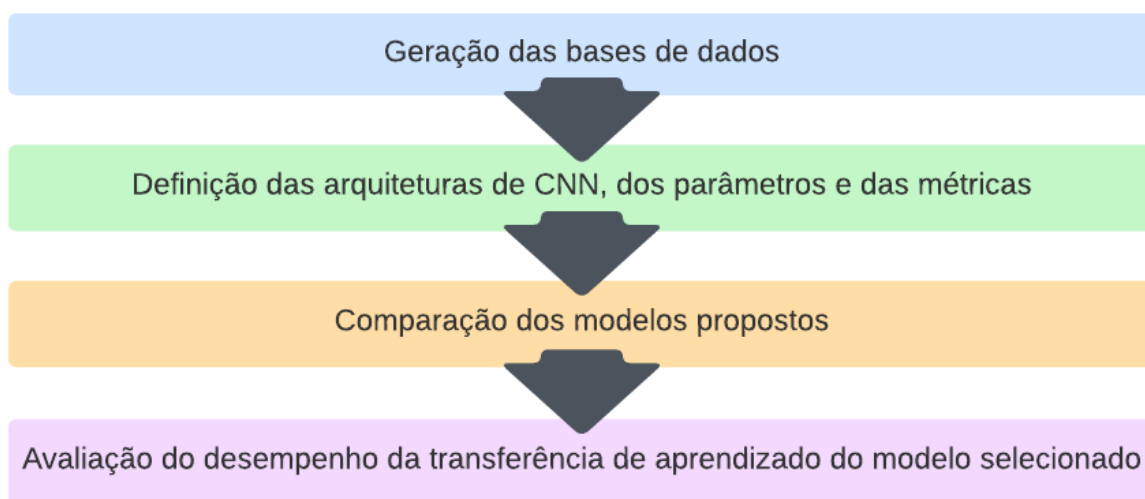 Geração das bases de dados
Definição das arquiteturas de CNN, dos parâmetros e das métricas
Comparação dos modelos propostos
Avaliação do desempenho da transferência de aprendizado do modelo selecionado